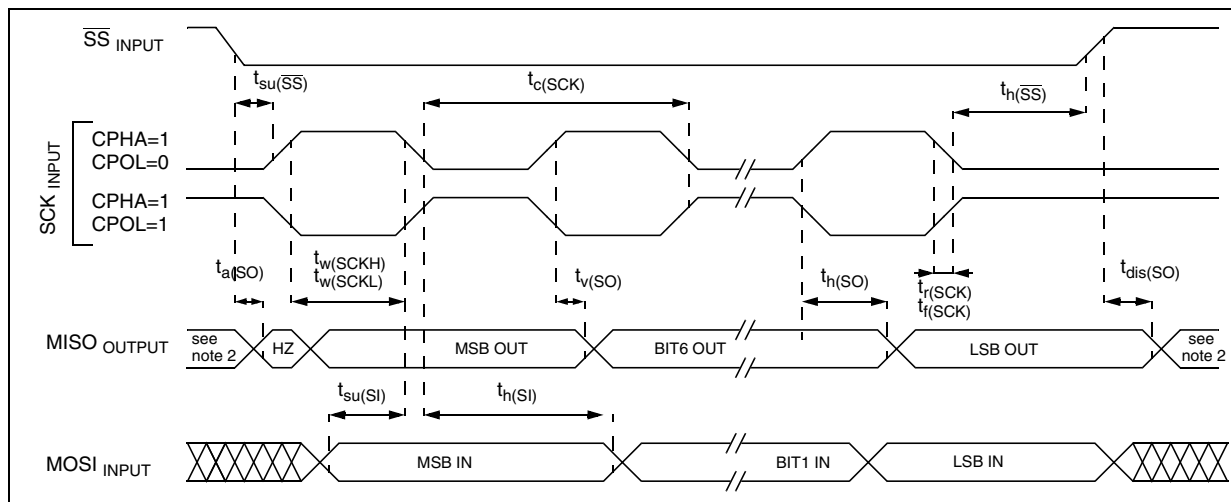 SS INPUT
tsu(SS)
tc(SCK)
th(SS)
SCK INPUT
CPHA=1
CPOL=0
CPHA=1
CPOL=1
ta(SO)
tw(SCKH)
tw(SCKL)
tv(SO)
th(SO)
tr(SCK)
tf(SCK)
tdis(SO)
MISO OUTPUT
see
note 2
HZ
MSB OUT
BIT6 OUT
LSB OUT
see
note 2
tsu(SI)
th(SI)
MOSI INPUT
MSB IN
BIT1 IN
LSB IN